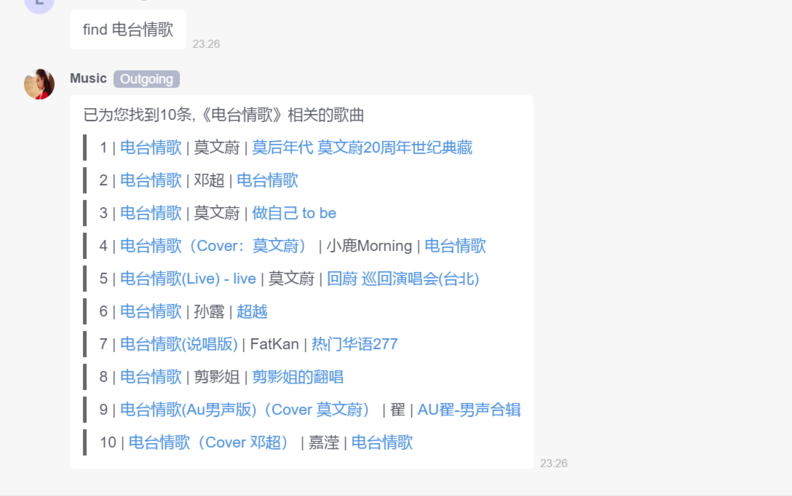 find 电台情歌
23:26
Music Outgoing
已为您找到10条,《电台情歌》相关的歌曲
1 | 电台情歌 | 莫文蔚 | 莫后年代 莫文蔚20周年世纪典藏
2 | 电台情歌 | 邓超 | 电台情歌
3 | 电台情歌 | 莫文蔚 | 做自己 to be
4 | 电台情歌（Cover：莫文蔚） | 小鹿Morning | 电台情歌
5 | 电台情歌(Live) - live | 莫文蔚 | 回蔚 巡回演唱会(台北)
6 | 电台情歌 | 孙露 | 超越
7 | 电台情歌(说唱版) | FatKan | 热门华语277
8 | 电台情歌 | 剪影姐 | 剪影姐的翻唱
9 | 电台情歌(Au男声版)（Cover 莫文蔚） | 翟 | AU翟-男声合辑
10 | 电台情歌（Cover 邓超） | 嘉滢 | 电台情歌
23:26